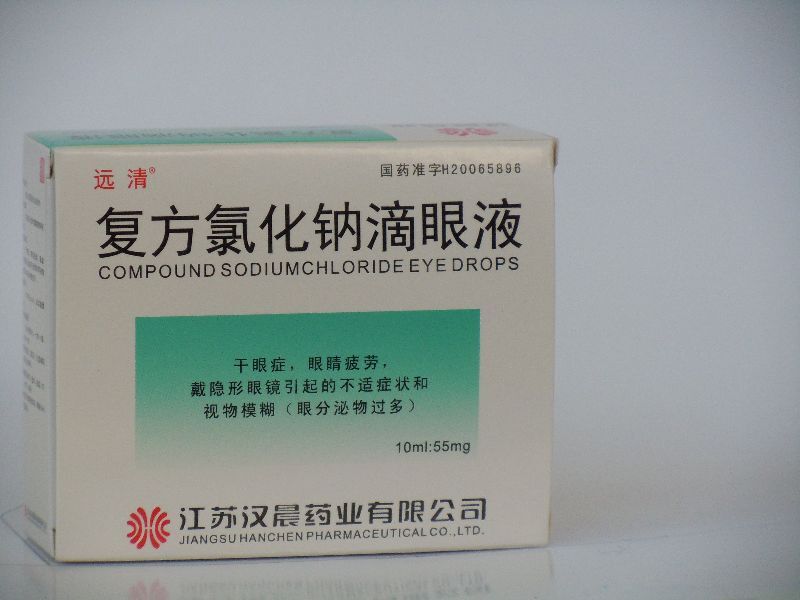 远清®
国药准字H20065896
复方氯化钠滴眼液
COMPOUND SODIUM CHLORIDE EYE DROPS
干眼症，眼睛疲劳，
戴隐形眼镜引起的不适症状和
视物模糊（眼分泌物过多）
10ml:55mg
江苏汉晨药业有限公司
JIANGSU HANCHEN PHARMACEUTICAL CO.,LTD.